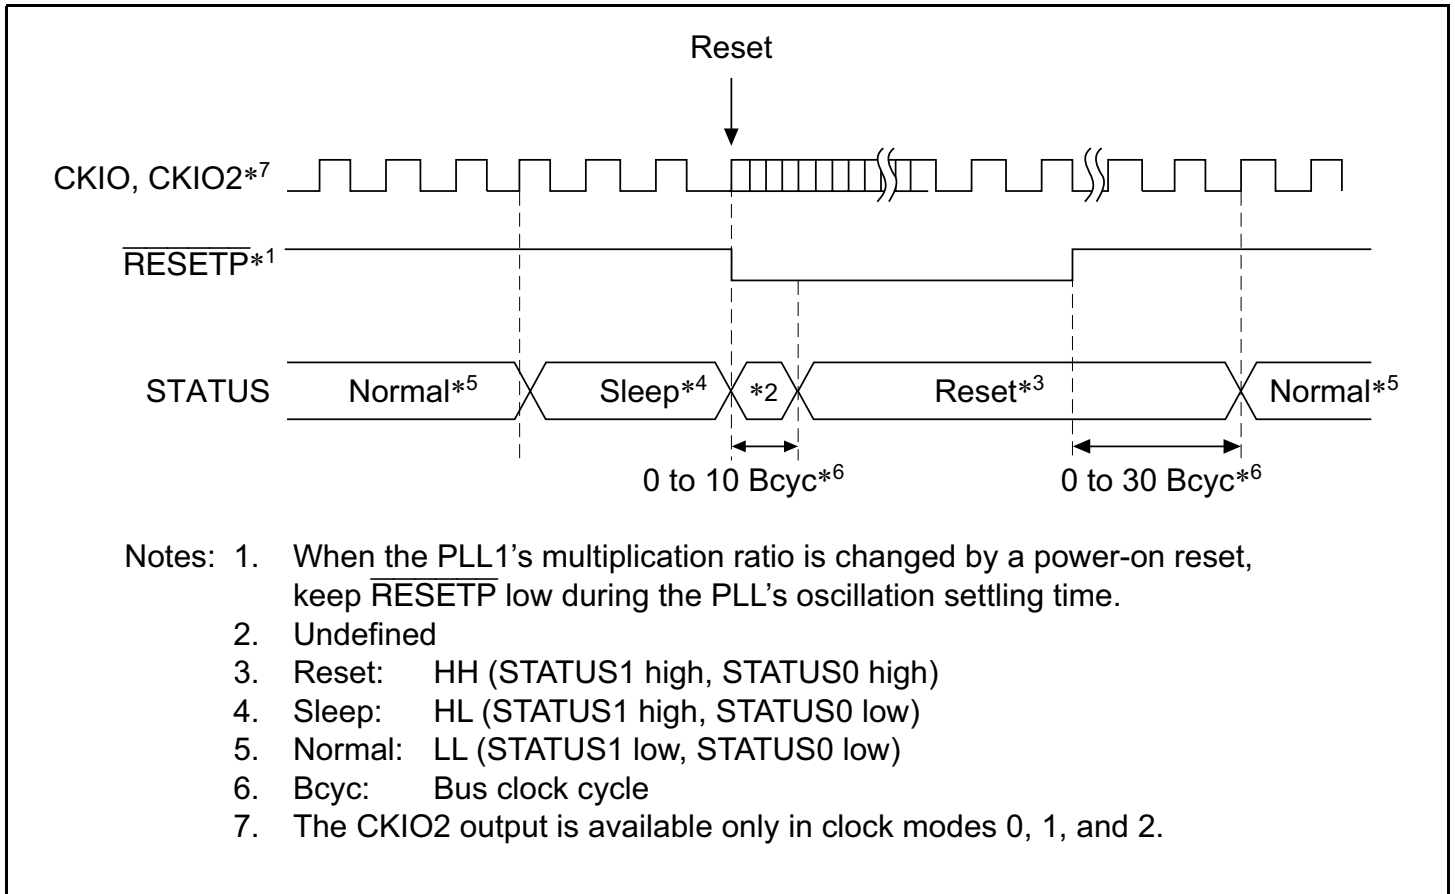 Reset
CKIO, CKIO2*7
RESETP*1
STATUS Normal*5 Sleep*4 *2 Reset*3 Normal*5
0 to 10 Bcyc*6 0 to 30 Bcyc*6
Notes: 1. When the PLL1’s multiplication ratio is changed by a power-on reset,
keep RESETP low during the PLL’s oscillation settling time.
2. Undefined
3. Reset: HH (STATUS1 high, STATUS0 high)
4. Sleep: HL (STATUS1 high, STATUS0 low)
5. Normal: LL (STATUS1 low, STATUS0 low)
6. Bcyc: Bus clock cycle
7. The CKIO2 output is available only in clock modes 0, 1, and 2.